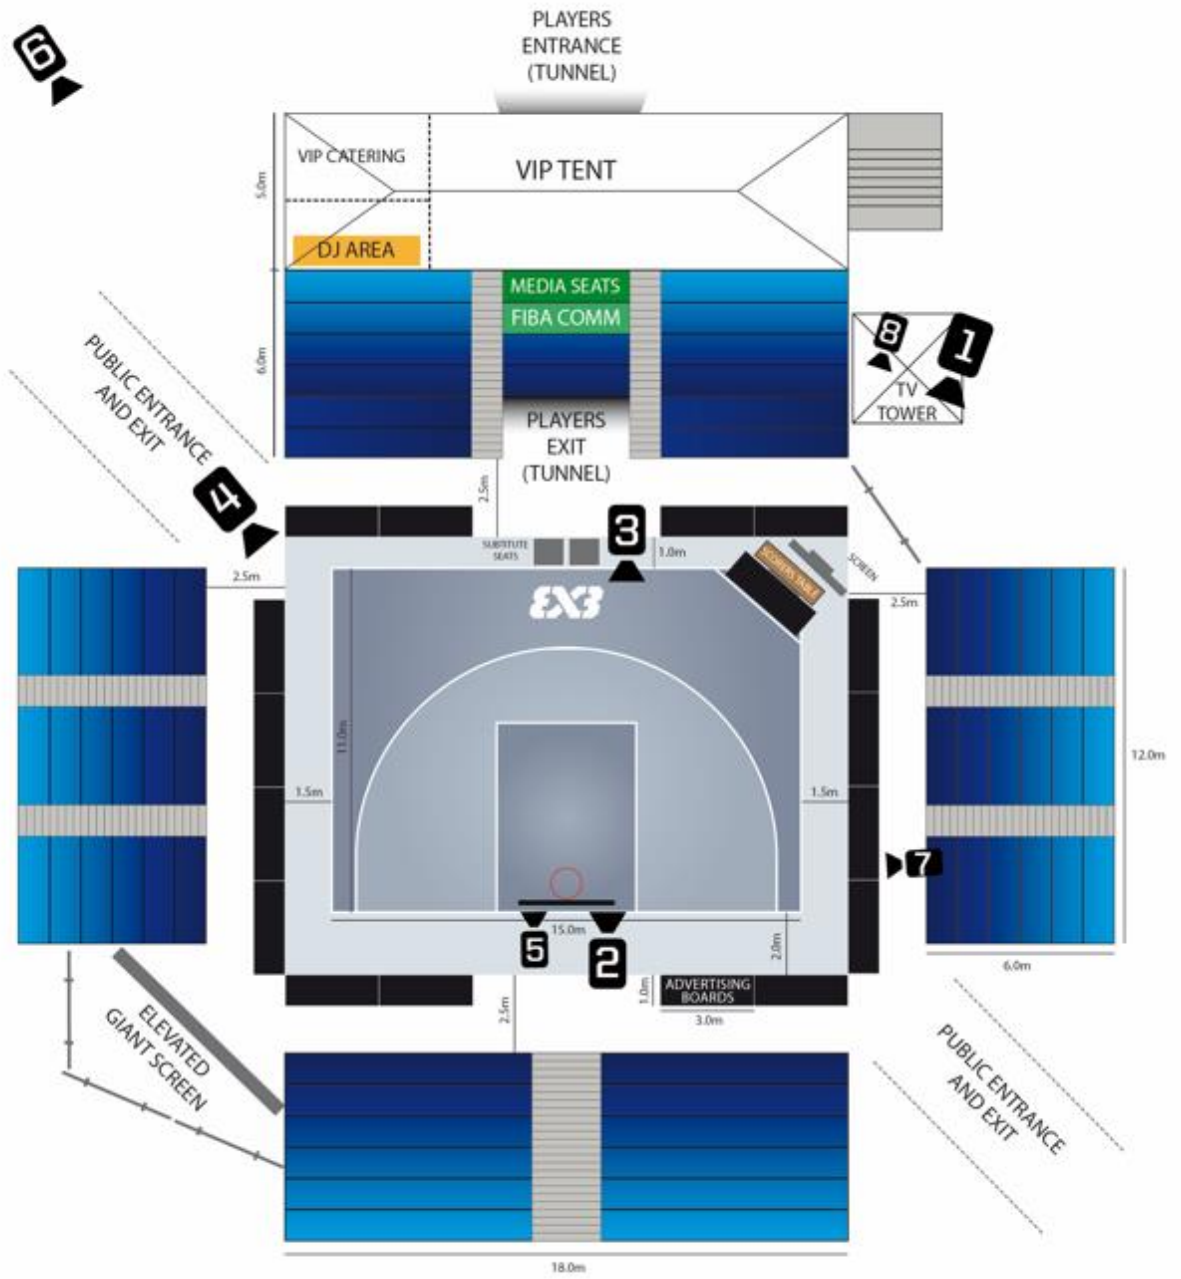 PLAYERS
ENTRANCE
(TUNNEL)
6
VIP CATERING
VIP TENT
5.0m
DJ AREA
MEDIA SEATS
FIBA COMM
8
1
TV
TOWER
6.0m
PUBLIC ENTRANCE
AND EXIT
PLAYERS
EXIT
(TUNNEL)
4
2.5m
3
SUBSTITUTE
SEATS
1.0m
SCORERS TABLE
SCREEN
2.5m
2.5m
3X3
11.0m
12.0m
1.5m
1.5m
7
15.0m
5
2
2.0m
6.0m
1.0m
ADVERTISING
BOARDS
3.0m
2.5m
ELEVATED
GIANT SCREEN
PUBLIC ENTRANCE
AND EXIT
18.0m